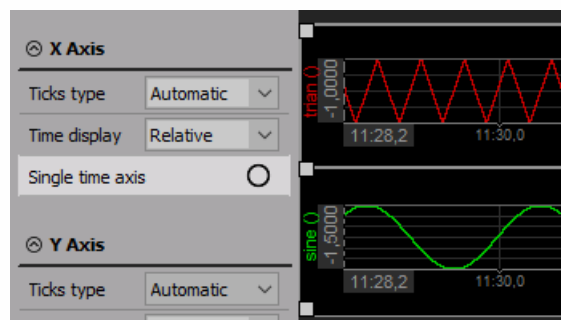 X Axis
Ticks type Automatic
Time display Relative
Single time axis
Y Axis
Ticks type Automatic
trian ()
-1,0000
11:28,2 11:30,0
sine ()
-1,5000
11:28,2 11:30,0